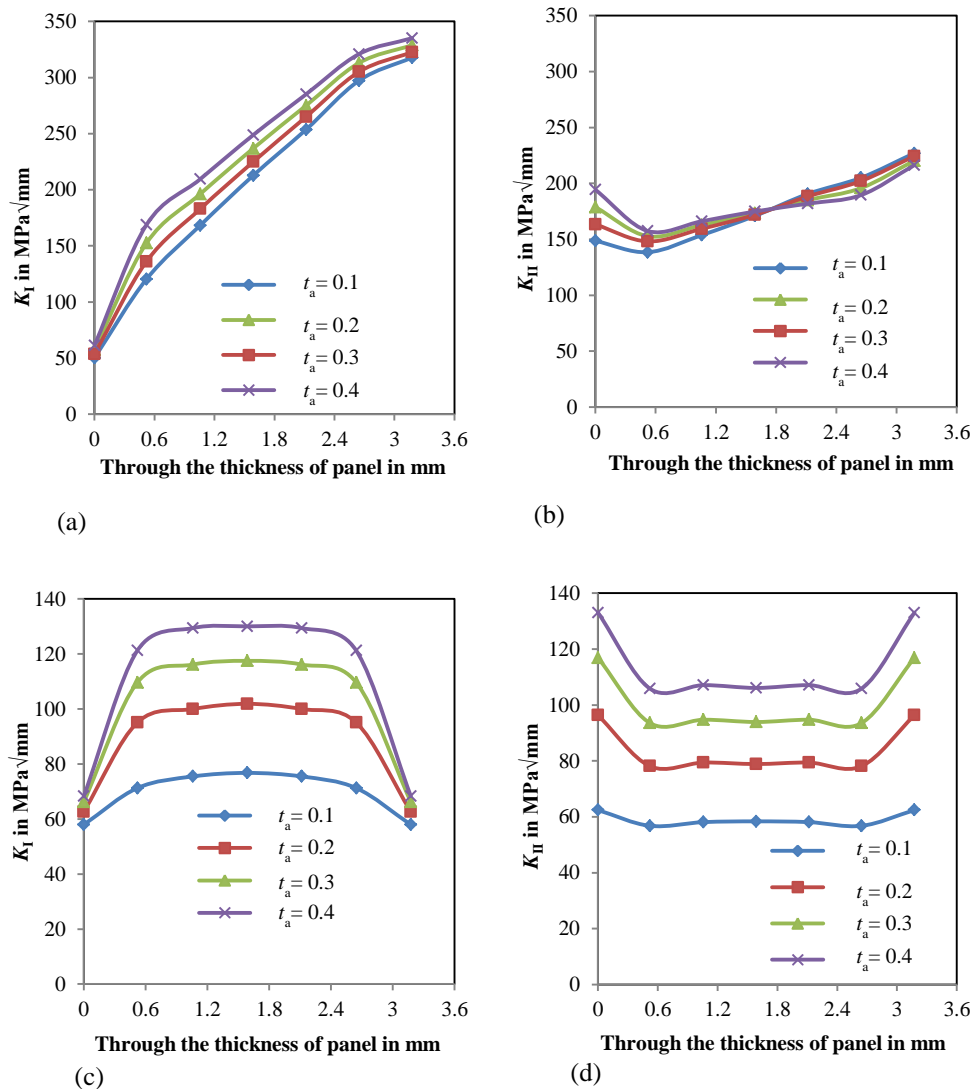 350
300
250
200
150
100
50
0
K_I in MPa√mm
t_a = 0.1
t_a = 0.2
t_a = 0.3
t_a = 0.4
0 0.6 1.2 1.8 2.4 3 3.6
Through the thickness of panel in mm
(a)
350
300
250
200
150
100
50
0
K_II in MPa√mm
t_a = 0.1
t_a = 0.2
t_a = 0.3
t_a = 0.4
0 0.6 1.2 1.8 2.4 3 3.6
Through the thickness of panel in mm
(b)
140
120
100
80
60
40
20
0
K_I in MPa√mm
t_a = 0.1
t_a = 0.2
t_a = 0.3
t_a = 0.4
0 0.6 1.2 1.8 2.4 3 3.6
Through the thickness of panel in mm
(c)
140
120
100
80
60
40
20
0
K_II in MPa√mm
t_a = 0.1
t_a = 0.2
t_a = 0.3
t_a = 0.4
0 0.6 1.2 1.8 2.4 3 3.6
Through the thickness of panel in mm
(d)